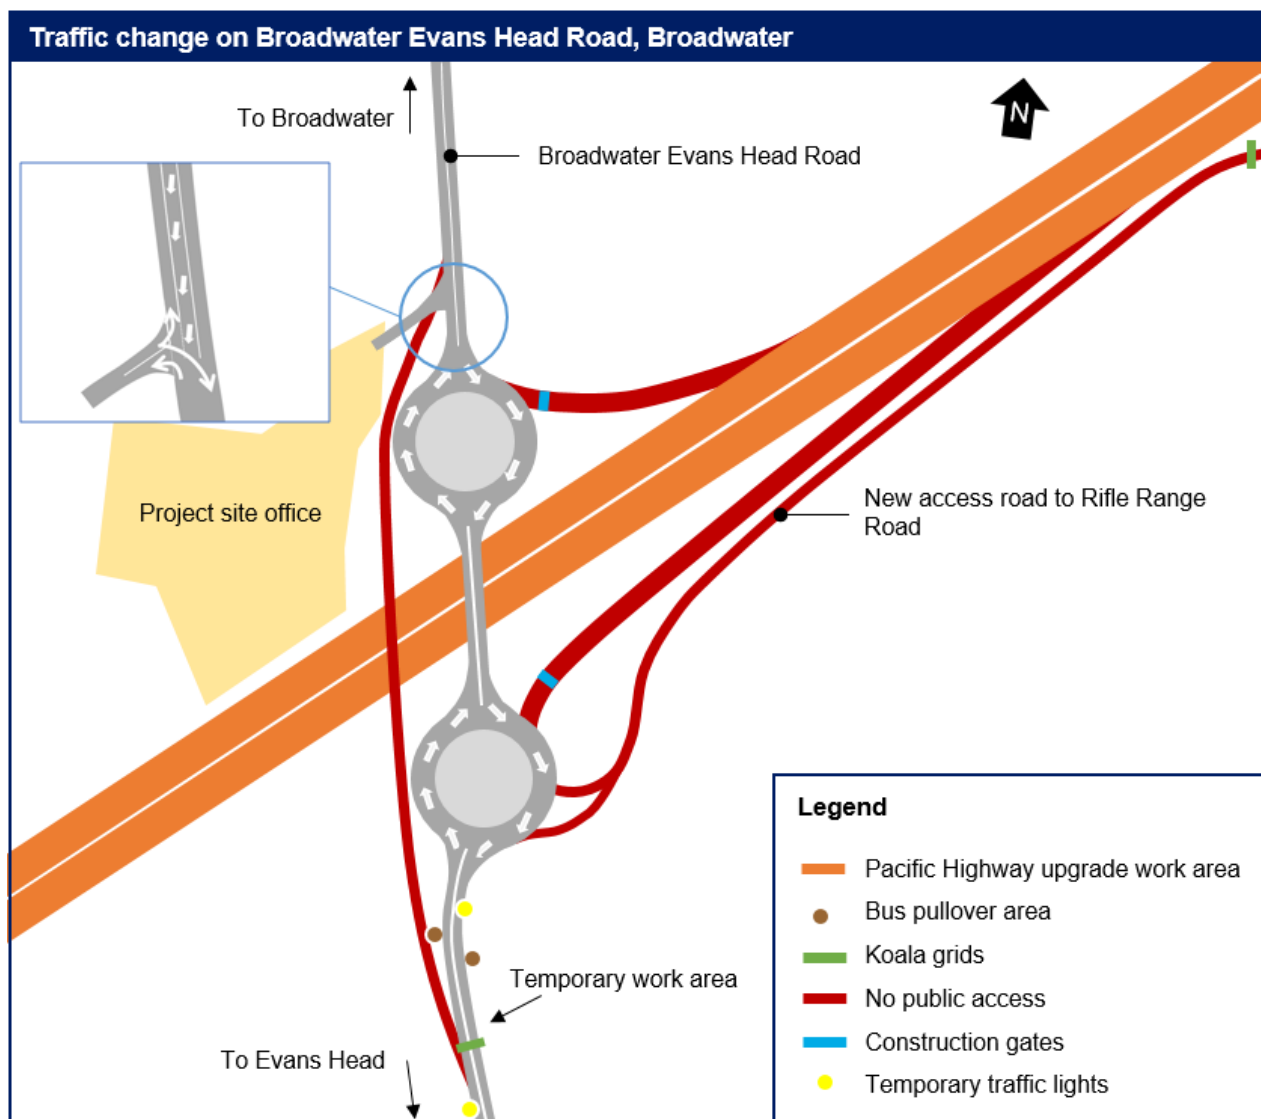 Traffic change on Broadwater Evans Head Road, Broadwater
To Broadwater
N
Broadwater Evans Head Road
Project site office
New access road to Rifle Range
Road
Temporary work area
To Evans Head
Legend
Pacific Highway upgrade work area
Bus pullover area
Koala grids
No public access
Construction gates
Temporary traffic lights